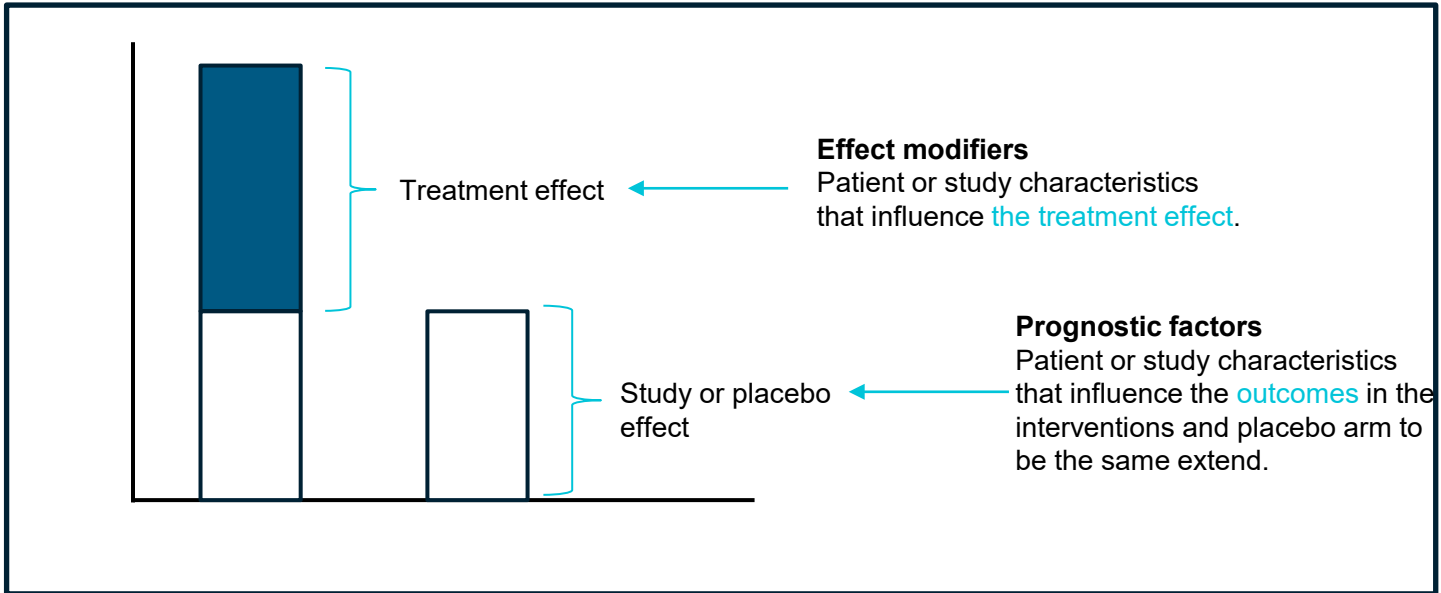 Effect modifiers
Patient or study characteristics
that influence the treatment effect.
Treatment effect
Prognostic factors
Patient or study characteristics
that influence the outcomes in the
interventions and placebo arm to
be the same extend.
Study or placebo
effect